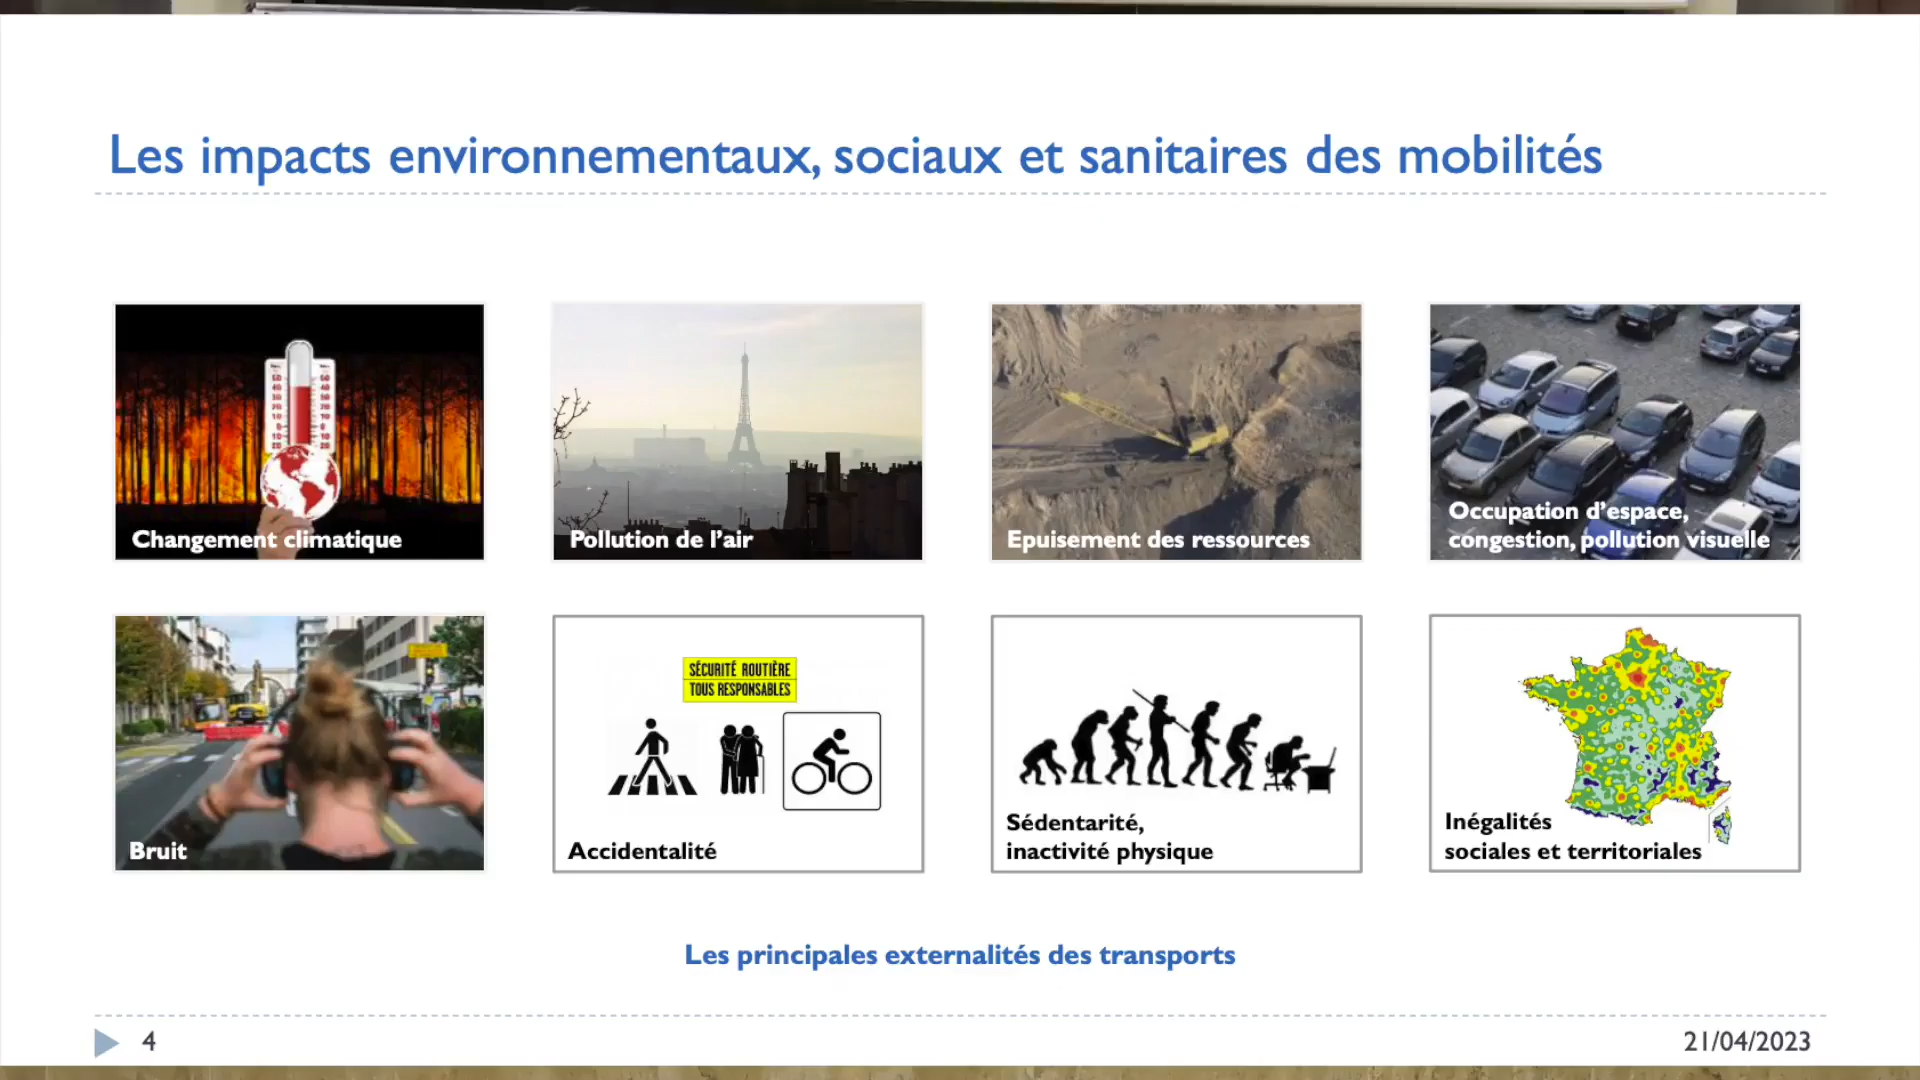 Les impacts environnementaux, sociaux et sanitaires des mobilités
Changement climatique
Pollution de l'air
Epuisement des ressources
Occupation d'espace,
congestion, pollution visuelle
Bruit
SÉCURITÉ ROUTIÈRE
TOUS RESPONSABLES
Accidentalité
Sédentarité,
inactivité physique
Inégalités
sociales et territoriales
Les principales externalités des transports
4
21/04/2023